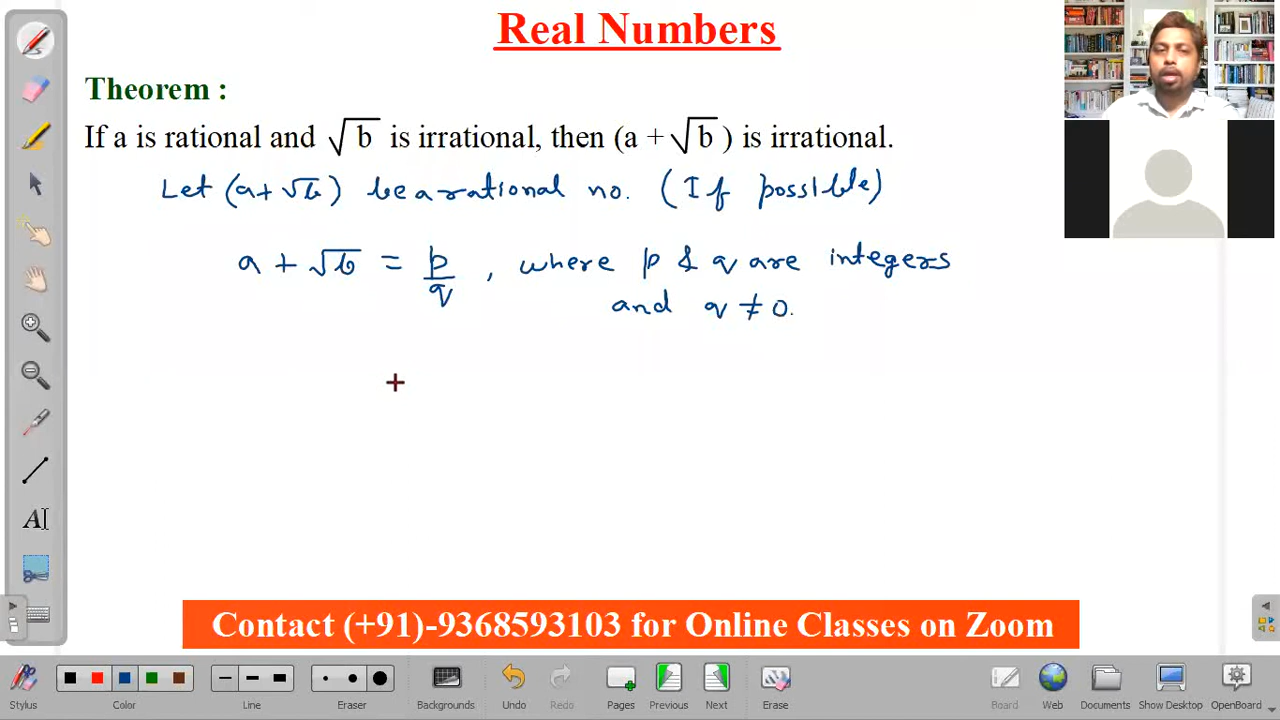 Real Numbers
Theorem :
If a is rational and √b is irrational, then (a + √b) is irrational.
Let (a + √b) be a rational no. (If possible)
a + √b = p/q , where p & q are integers
and q ≠ 0.
Contact (+91)-9368593103 for Online Classes on Zoom
Stylus Color Line Eraser Backgrounds Undo Redo Pages Previous Next Erase Board Web Documents Show Desktop OpenBoard